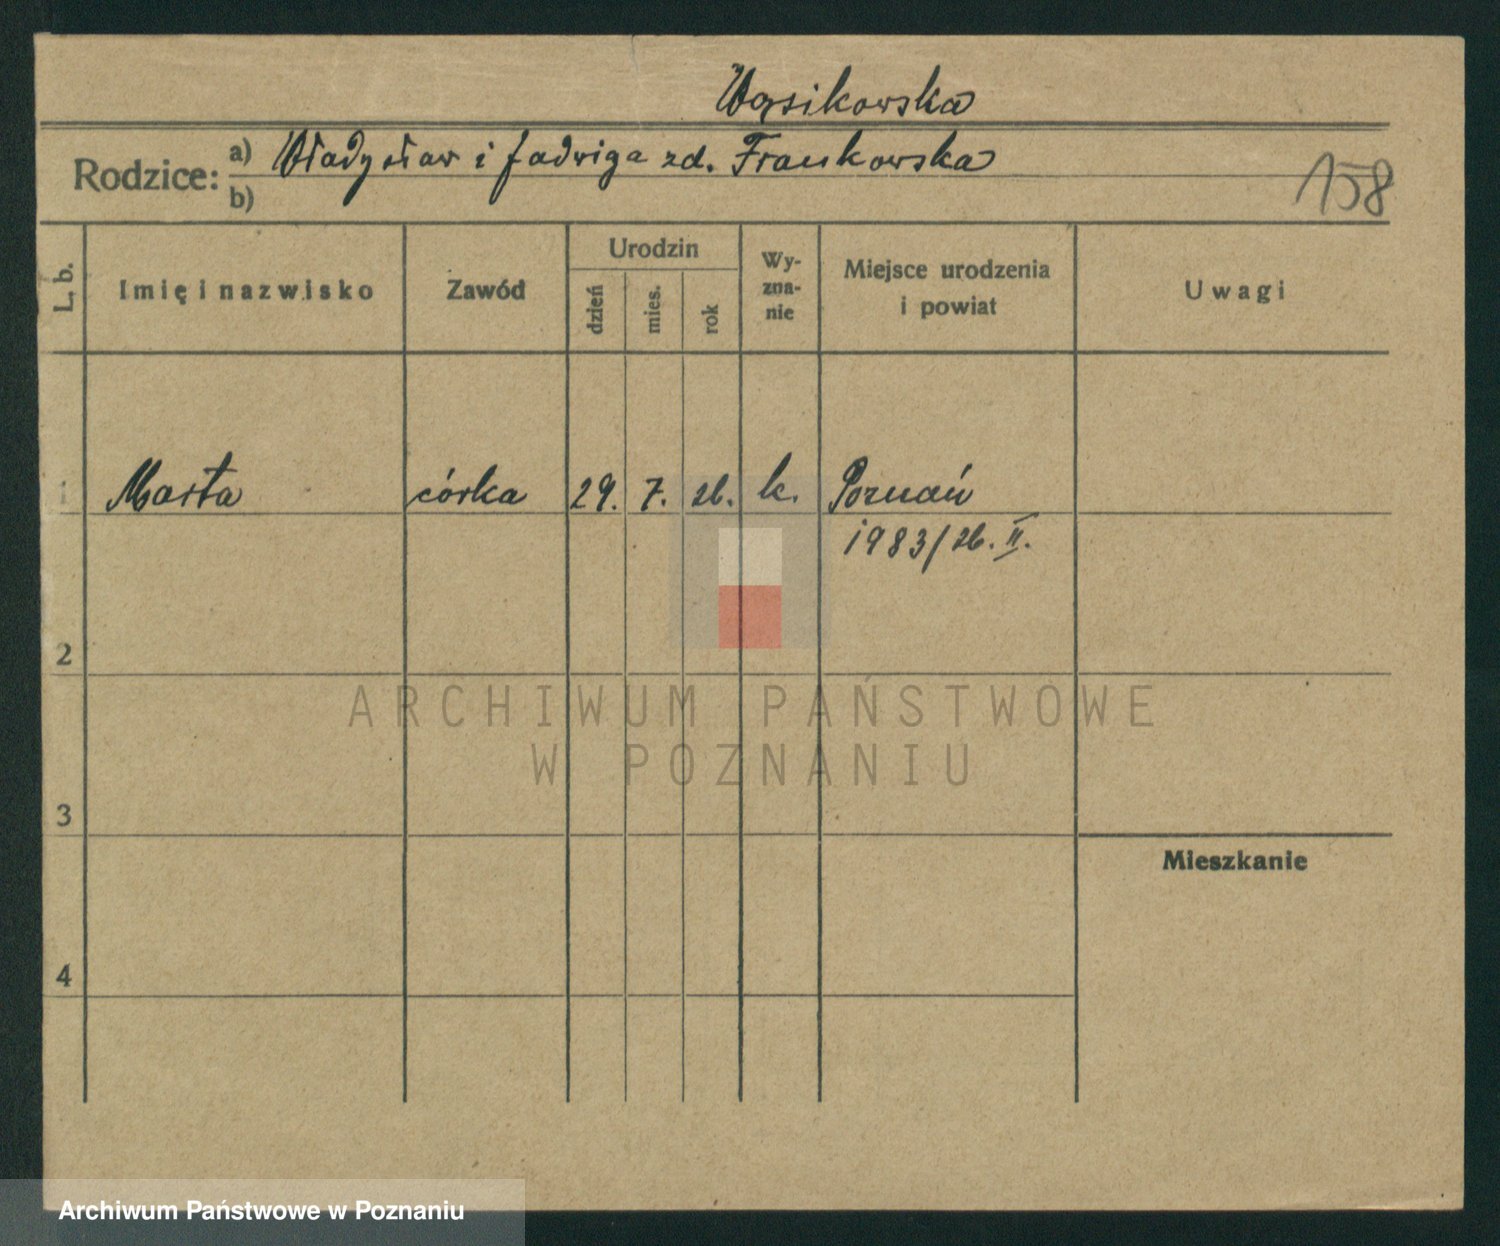 Wąsikowska
Rodzice: a) Władysław i Jadwiga zd. Frankowska
b)
158
L. b. Imię i nazwisko Zawód Urodzin dzień mies. rok Wy-zna-nie Miejsce urodzenia i powiat Uwagi
1 Marta córka 29. 7. 26. k. Poznań
1983/26. II.
2
3
Mieszkanie
4
ARCHIWUM PAŃSTWOWE
W POZNANIU
Archiwum Państwowe w Poznaniu